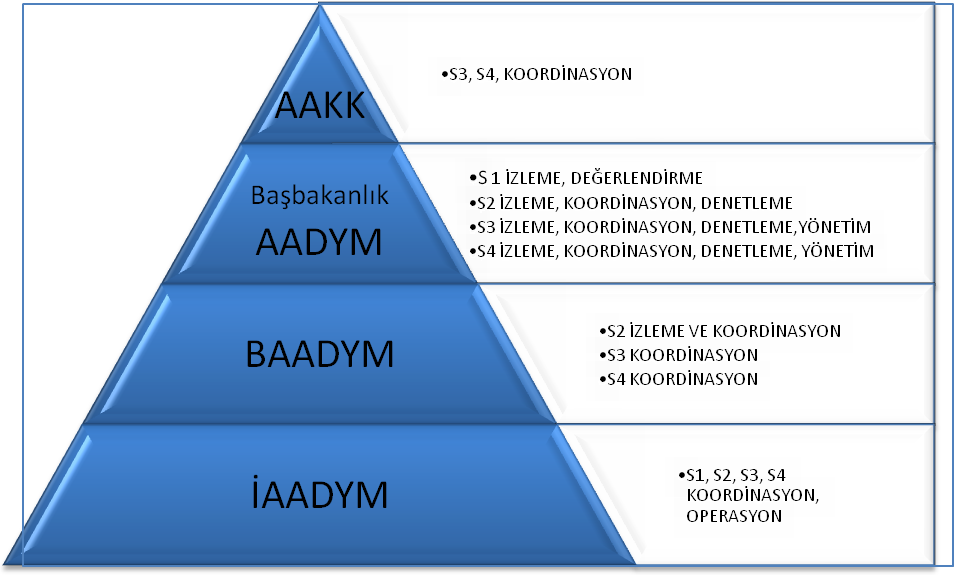 AAKK
•S3, S4, KOORDİNASYON
Başbakanlık
AADYM
•S 1 İZLEME, DEĞERLENDİRME
•S2 İZLEME, KOORDİNASYON, DENETLEME
•S3 İZLEME, KOORDİNASYON, DENETLEME,YÖNETİM
•S4 İZLEME, KOORDİNASYON, DENETLEME, YÖNETİM
BAADYM
•S2 İZLEME VE KOORDİNASYON
•S3 KOORDİNASYON
•S4 KOORDİNASYON
İAADYM
•S1, S2, S3, S4
KOORDİNASYON,
OPERASYON